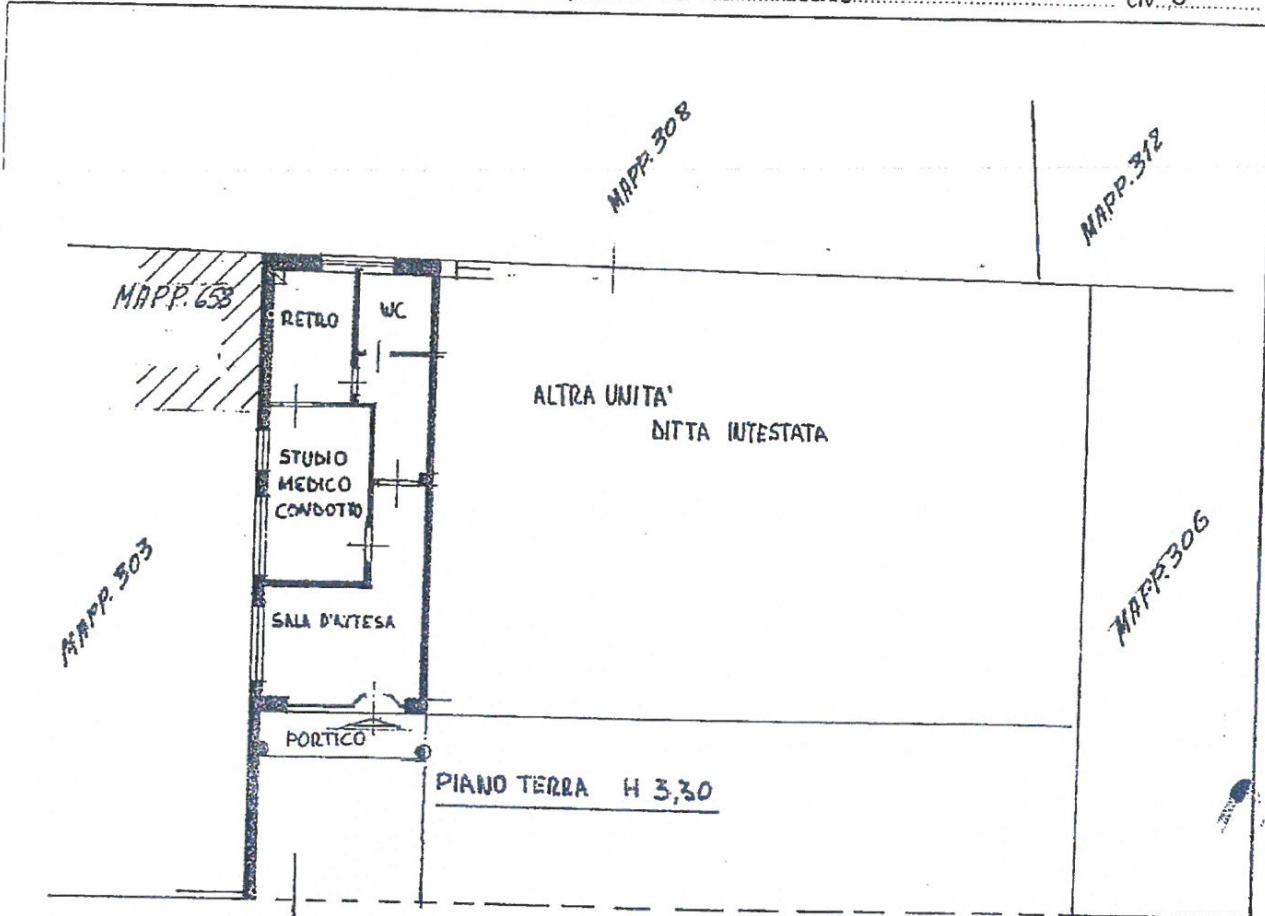 MAPP. 308
MAPP. 312
MAPP. 658
RETRO
WC
ALTRA UNITA'
DITTA INTESTATA
STUDIO
MEDICO
CONDOTTO
MAPP. 303
MAPP. 306
SALA D'ATTESA
PORTICO
PIANO TERRA H 3,30